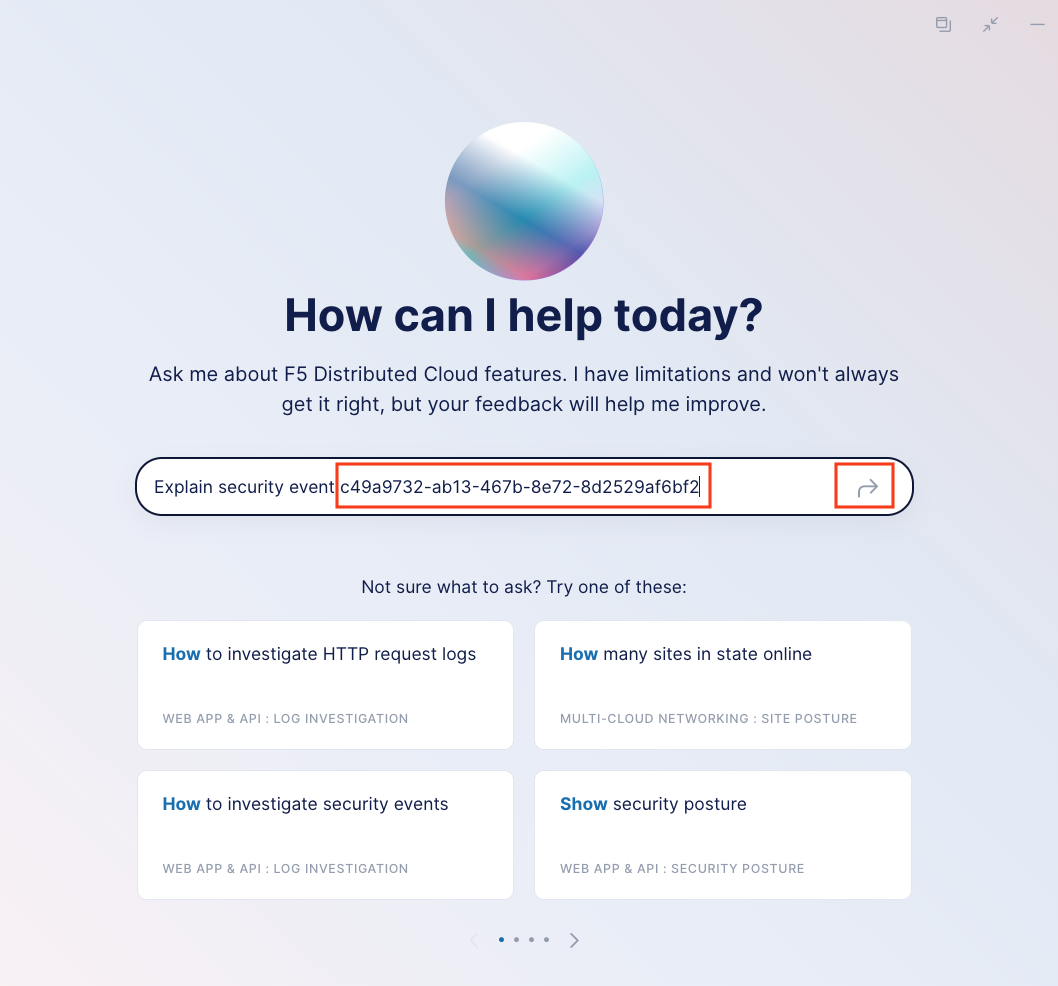 How can I help today?
Ask me about F5 Distributed Cloud features. I have limitations and won't always
get it right, but your feedback will help me improve.
Explain security event c49a9732-ab13-467b-8e72-8d2529af6bf2
Not sure what to ask? Try one of these:
How to investigate HTTP request logs
WEB APP & API : LOG INVESTIGATION
How many sites in state online
MULTI-CLOUD NETWORKING : SITE POSTURE
How to investigate security events
WEB APP & API : LOG INVESTIGATION
Show security posture
WEB APP & API : SECURITY POSTURE